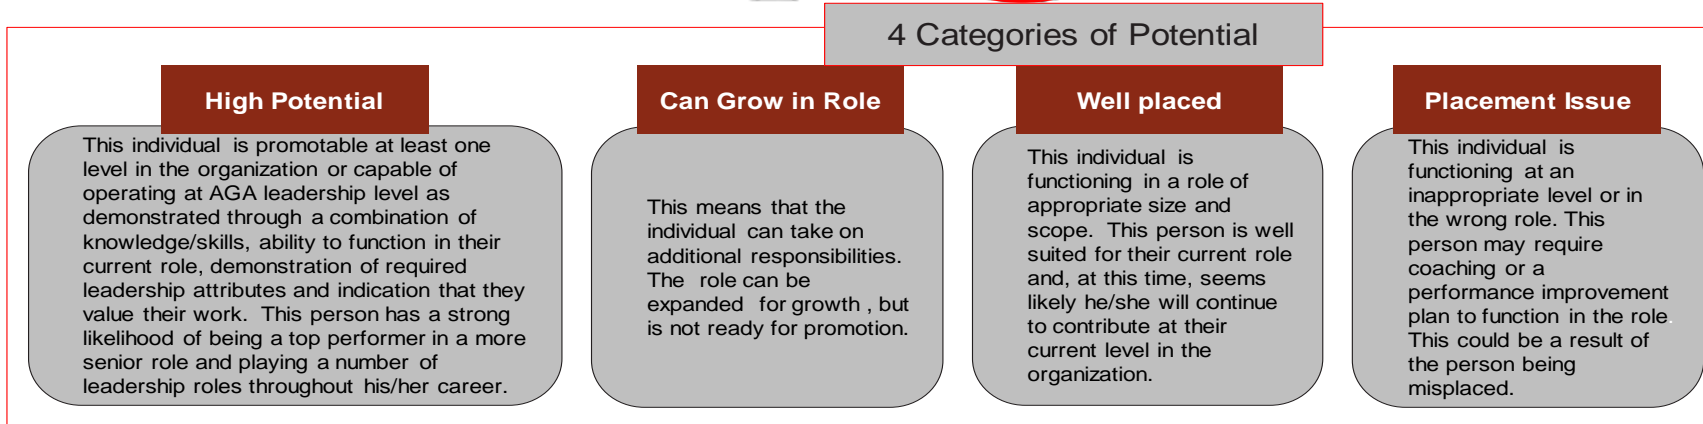 4 Categories of Potential
High Potential
This individual is promotable at least one
level in the organization or capable of
operating at AGA leadership level as
demonstrated through a combination of
knowledge/skills, ability to function in their
current role, demonstration of required
leadership attributes and indication that they
value their work. This person has a strong
likelihood of being a top performer in a more
senior role and playing a number of
leadership roles throughout his/her career.
Can Grow in Role
This means that the
individual can take on
additional responsibilities.
The role can be
expanded for growth , but
is not ready for promotion.
Well placed
This individual is
functioning in a role of
appropriate size and
scope. This person is well
suited for their current role
and, at this time, seems
likely he/she will continue
to contribute at their
current level in the
organization.
Placement Issue
This individual is
functioning at an
inappropriate level or in
the wrong role. This
person may require
coaching or a
performance improvement
plan to function in the role.
This could be a result of
the person being
misplaced.